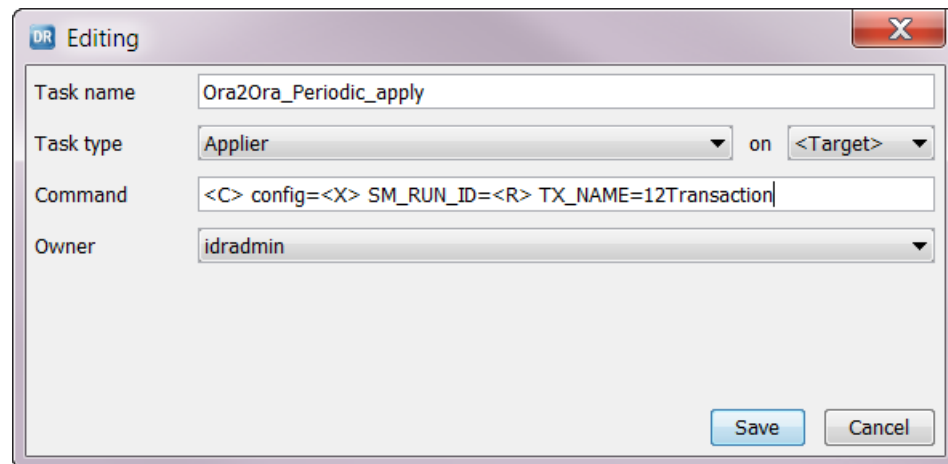 DR Editing X
Task name Ora2Ora_Periodic_apply
Task type Applier on <Target>
Command <C> config=<X> SM_RUN_ID=<R> TX_NAME=12Transaction
Owner idradmin
Save Cancel